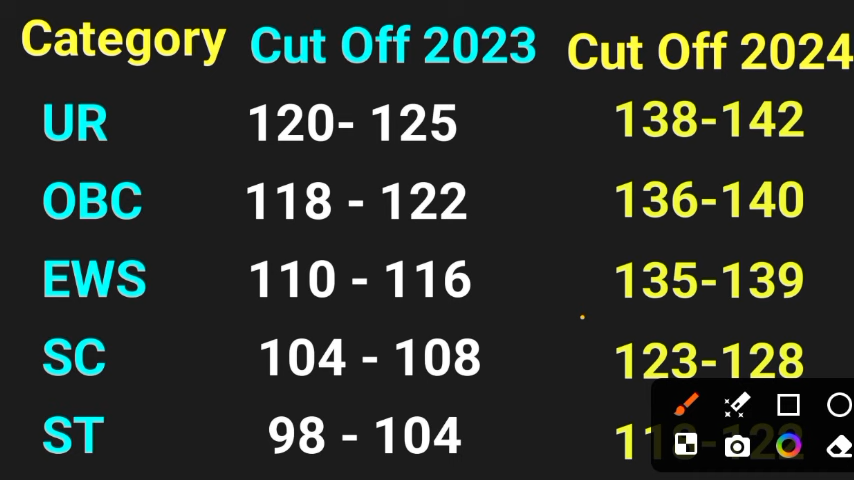 Category Cut Off 2023 Cut Off 2024
UR 120- 125 138-142
OBC 118 - 122 136-140
EWS 110 - 116 135-139
SC 104 - 108 123-128
ST 98 - 104